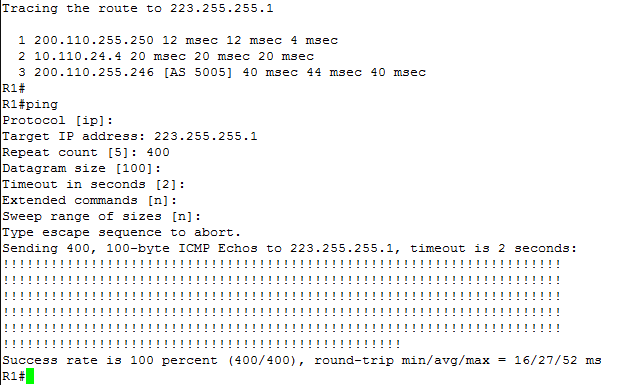 Tracing the route to 223.255.255.1
1 200.110.255.250 12 msec 12 msec 4 msec
2 10.110.24.4 20 msec 20 msec 20 msec
3 200.110.255.246 [AS 5005] 40 msec 44 msec 40 msec
R1#
R1#ping
Protocol [ip]:
Target IP address: 223.255.255.1
Repeat count [5]: 400
Datagram size [100]:
Timeout in seconds [2]:
Extended commands [n]:
Sweep range of sizes [n]:
Type escape sequence to abort.
Sending 400, 100-byte ICMP Echos to 223.255.255.1, timeout is 2 seconds:
!!!!!!!!!!!!!!!!!!!!!!!!!!!!!!!!!!!!!!!!!!!!!!!!!!!!!!!!!!!!!!!!!!!!!!
!!!!!!!!!!!!!!!!!!!!!!!!!!!!!!!!!!!!!!!!!!!!!!!!!!!!!!!!!!!!!!!!!!!!!!
!!!!!!!!!!!!!!!!!!!!!!!!!!!!!!!!!!!!!!!!!!!!!!!!!!!!!!!!!!!!!!!!!!!!!!
!!!!!!!!!!!!!!!!!!!!!!!!!!!!!!!!!!!!!!!!!!!!!!!!!!!!!!!!!!!!!!!!!!!!!!
!!!!!!!!!!!!!!!!!!!!!!!!!!!!!!!!!!!!!!!!!!!!!!!!!!!!!!!!!!!!!!!!!!!!!!
!!!!!!!!!!!!!!!!!!!!!!!!!!!!!!!!!!!!!!!!!!!!!!!!!!
Success rate is 100 percent (400/400), round-trip min/avg/max = 16/27/52 ms
R1#